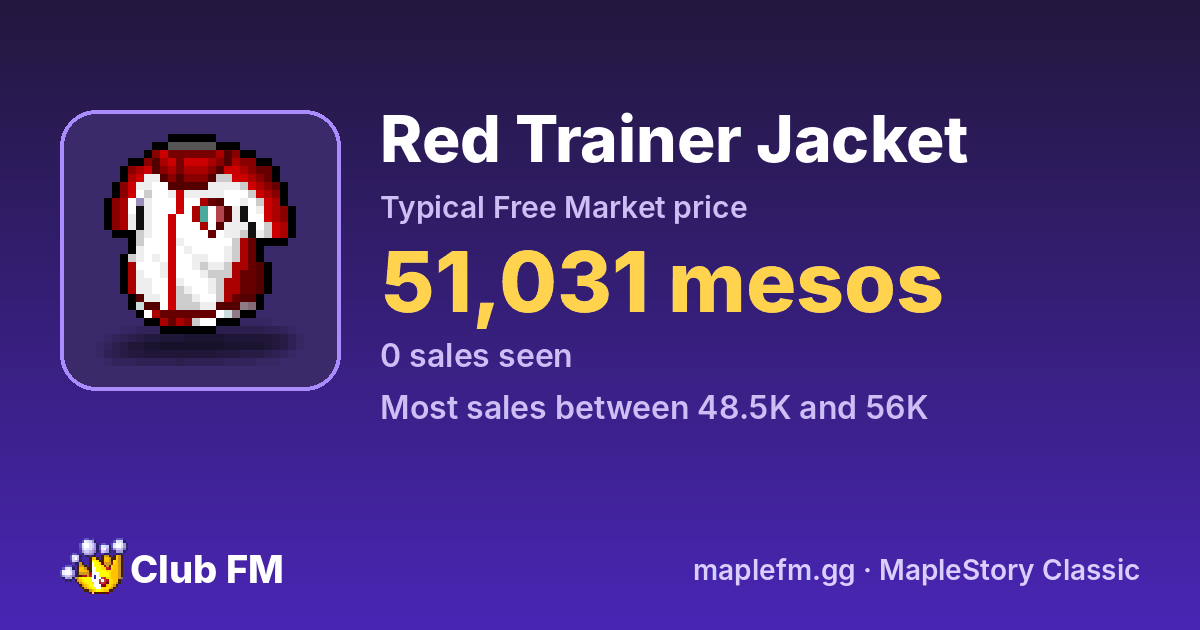 Red Trainer Jacket
Typical Free Market price
51,031 mesos
0 sales seen
Most sales between 48.5K and 56K
Club FM
maplefm.gg · MapleStory Classic